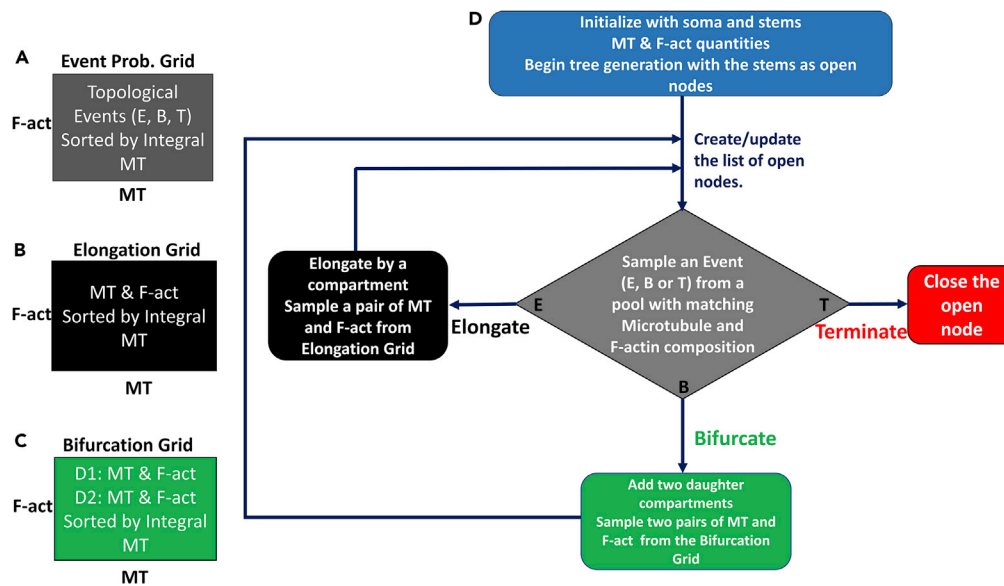 A
Event Prob. Grid
F-act
Topological
Events (E, B, T)
Sorted by Integral
MT
MT
B
Elongation Grid
F-act
MT & F-act
Sorted by Integral
MT
MT
C
Bifurcation Grid
F-act
D1: MT & F-act
D2: MT & F-act
Sorted by Integral
MT
MT
D
Initialize with soma and stems
MT & F-act quantities
Begin tree generation with the stems as open
nodes
Create/update
the list of open
nodes.
Elongate by a
compartment
Sample a pair of MT
and F-act from
Elongation Grid
E
Elongate
Sample an Event
(E, B or T) from a
pool with matching
Microtubule and
F-actin composition
T
Terminate
Close the
open
node
B
Bifurcate
Add two daughter
compartments
Sample two pairs of MT and
F-act from the Bifurcation
Grid